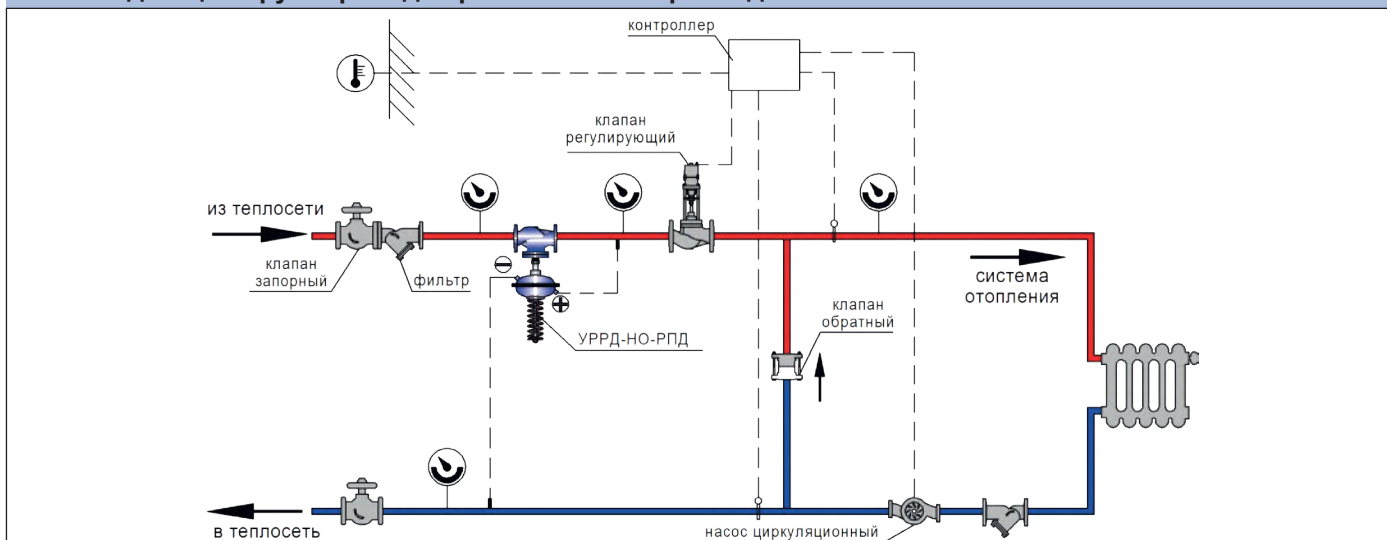 контроллер
клапан
регулирующий
из теплосети
клапан
запорный
фильтр
система
отопления
клапан
обратный
УРРД-НО-РПД
в теплосеть
насос циркуляционный